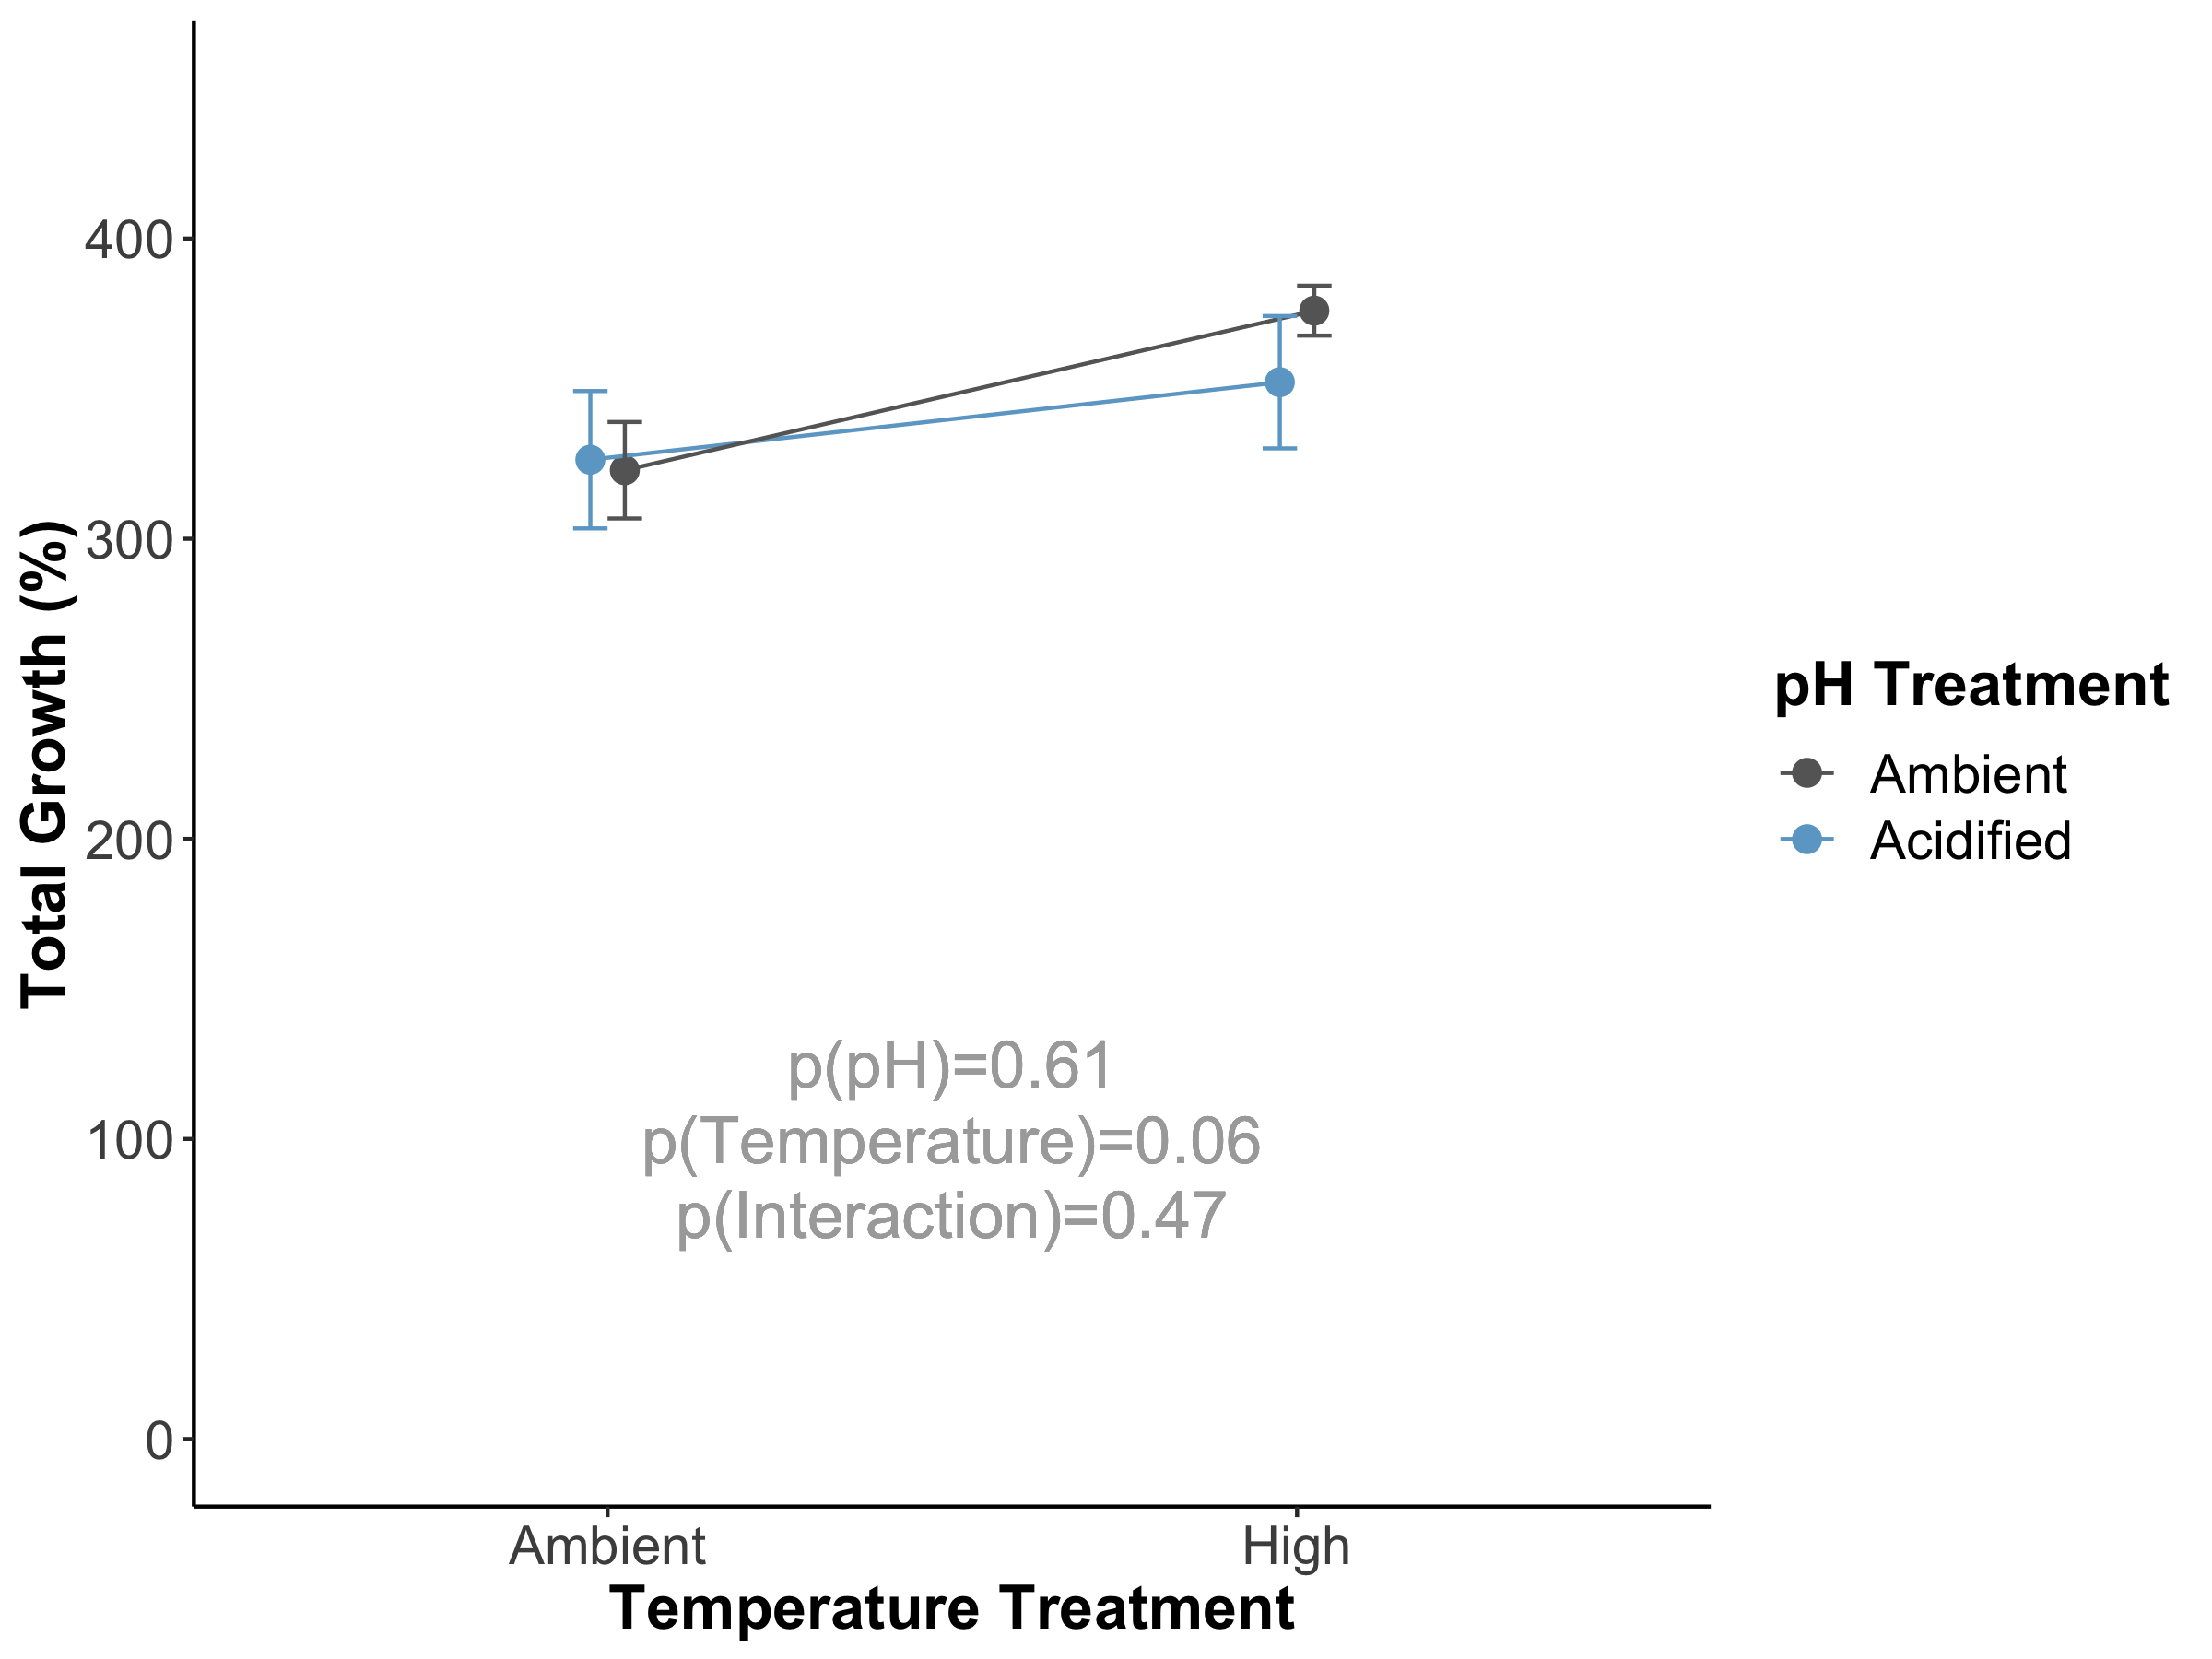 Total Growth (%)
400
300
200
100
0
p(pH)=0.61
p(Temperature)=0.06
p(Interaction)=0.47
Ambient
High
Temperature Treatment
pH Treatment
Ambient
Acidified